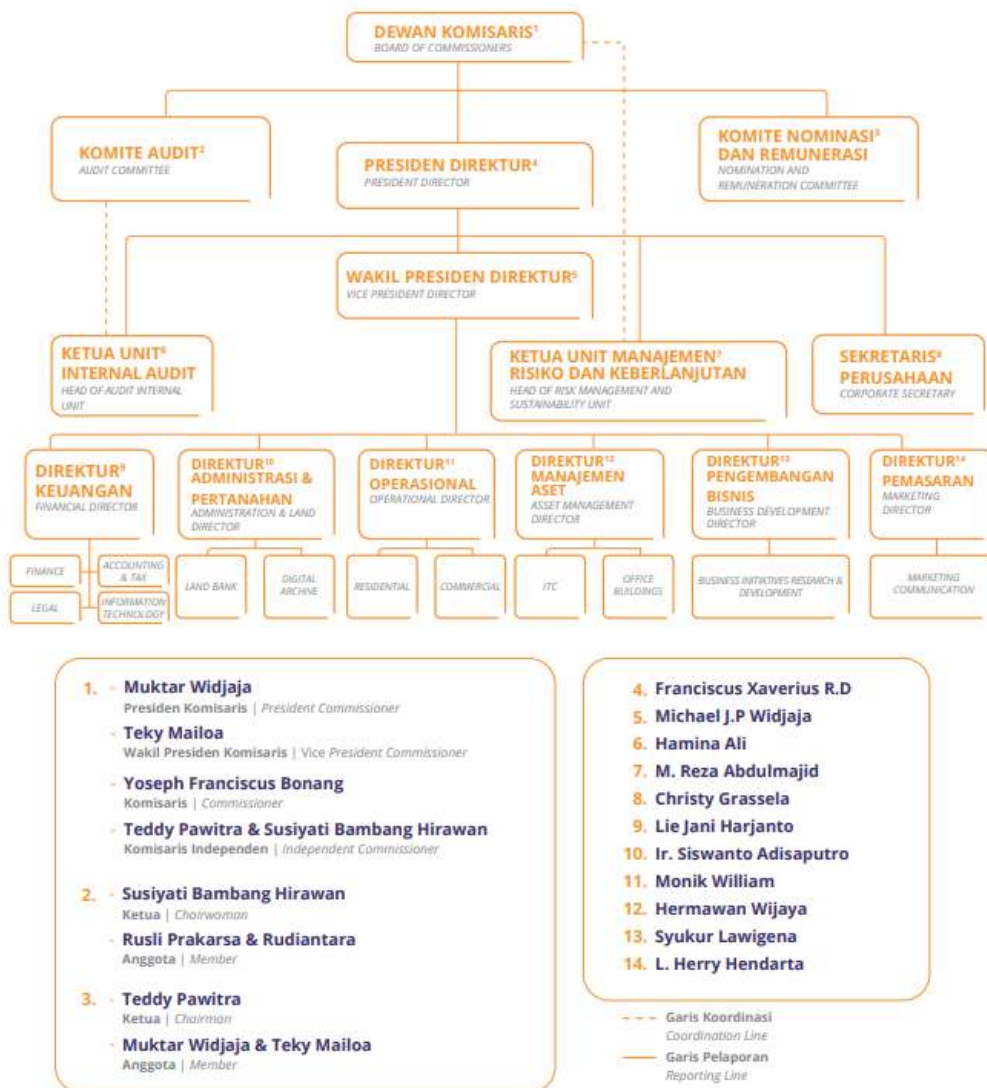 DEWAN KOMISARIS¹
BOARD OF COMMISSIONERS
KOMITE AUDIT²
AUDIT COMMITTEE
PRESIDEN DIREKTUR⁴
PRESIDENT DIRECTOR
KOMITE NOMINASI³
DAN REMUNERASI
NOMINATION AND
REMUNERATION COMMITTEE
WAKIL PRESIDEN DIREKTUR⁵
VICE PRESIDENT DIRECTOR
KETUA UNIT⁶
INTERNAL AUDIT
HEAD OF AUDIT INTERNAL
UNIT
KETUA UNIT MANAJEMEN⁷
RISIKO DAN KEBERLANJUTAN
HEAD OF RISK MANAGEMENT AND
SUSTAINABILITY UNIT
SEKRETARIS⁸
PERUSAHAAN
CORPORATE SECRETARY
DIREKTUR⁹
KEUANGAN
FINANCIAL DIRECTOR
DIREKTUR¹⁰
ADMINISTRASI &
PERTANAHAN
ADMINISTRATION & LAND
DIRECTOR
DIREKTUR¹¹
OPERASIONAL
OPERATIONAL DIRECTOR
DIREKTUR¹²
MANAJEMEN
ASET
ASSET MANAGEMENT
DIRECTOR
DIREKTUR¹³
PENGEMBANGAN
BISNIS
BUSINESS DEVELOPMENT
DIRECTOR
DIREKTUR¹⁴
PEMASARAN
MARKETING
DIRECTOR
FINANCE
ACCOUNTING
& TAX
LEGAL
INFORMATION
TECHNOLOGY
LAND BANK
DIGITAL
ARCHIVE
RESIDENTIAL
COMMERCIAL
ITC
OFFICE
BUILDINGS
BUSINESS INITIATIVES RESEARCH &
DEVELOPMENT
MARKETING
COMMUNICATION
1. - Muktar Widjaja
Presiden Komisaris | President Commissioner
- Teky Mailoa
Wakil Presiden Komisaris | Vice President Commissioner
- Yoseph Franciscus Bonang
Komisaris | Commissioner
- Teddy Pawitra & Susiyati Bambang Hirawan
Komisaris Independen | Independent Commissioner
2. - Susiyati Bambang Hirawan
Ketua | Chairwoman
- Rusli Prakarsa & Rudiantara
Anggota | Member
3. - Teddy Pawitra
Ketua | Chairman
- Muktar Widjaja & Teky Mailoa
Anggota | Member
4. Franciscus Xaverius R.D
5. Michael J.P Widjaja
6. Hamina Ali
7. M. Reza Abdulmajid
8. Christy Grassela
9. Lie Jani Harjanto
10. Ir. Siswanto Adisaputro
11. Monik William
12. Hermawan Wijaya
13. Syukur Lawigena
14. L. Herry Hendarta
Garis Koordinasi
Coordination Line
Garis Pelaporan
Reporting Line